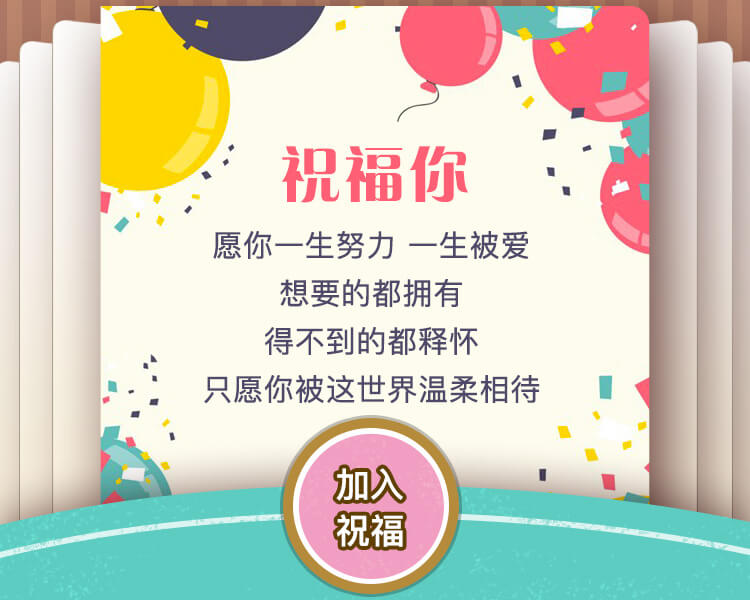 祝福你
愿你一生努力 一生被爱
想要的都拥有
得不到的都释怀
只愿你被这世界温柔相待
加入
祝福